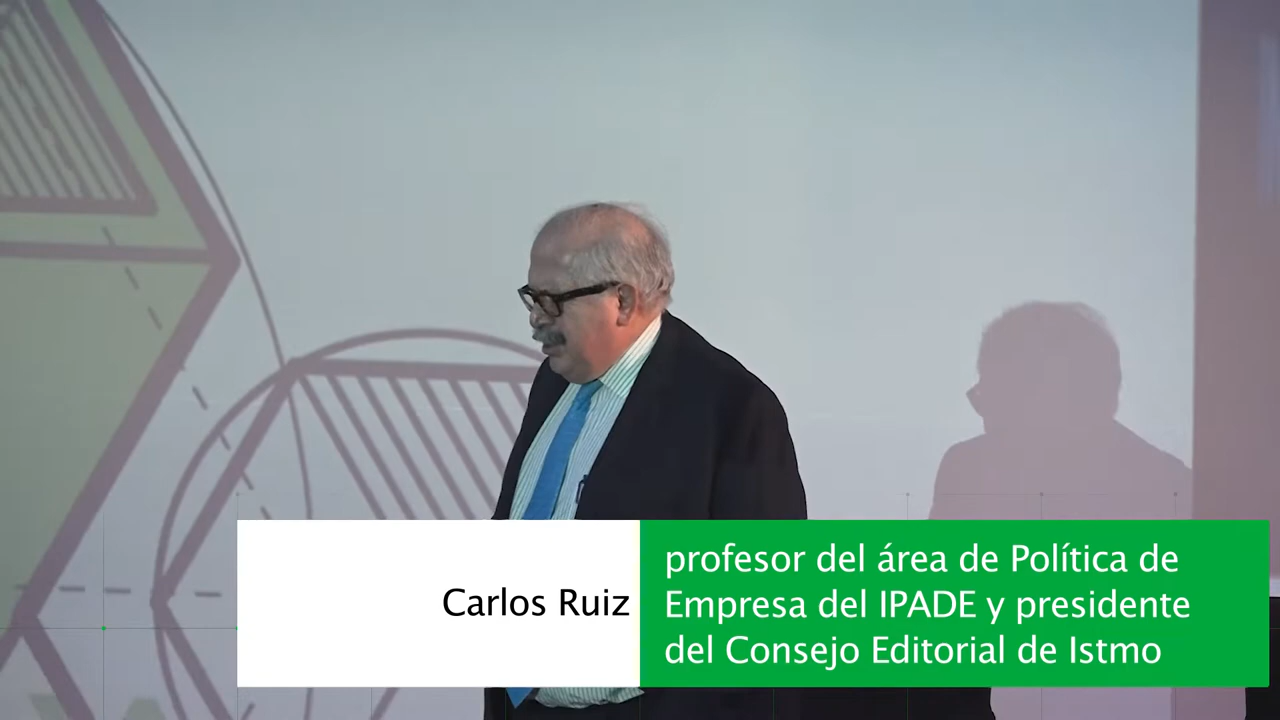 Carlos Ruiz
profesor del área de Política de
Empresa del IPADE y presidente
del Consejo Editorial de Istmo